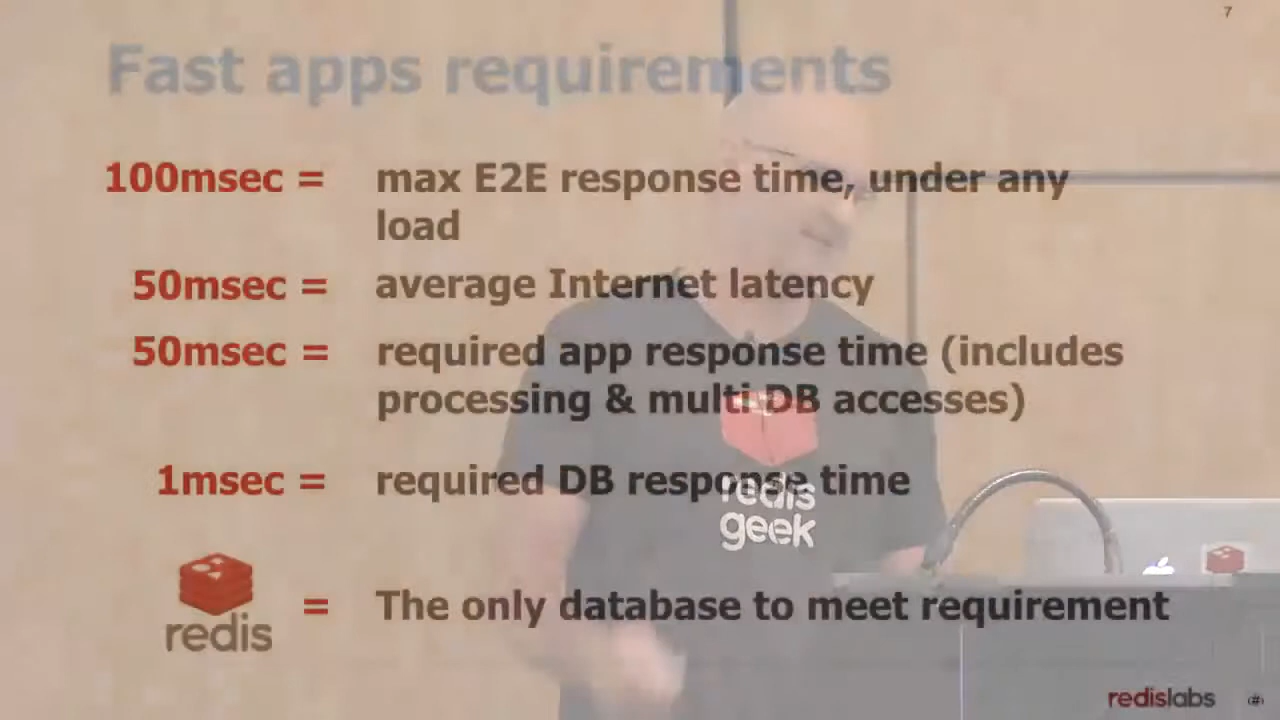 7
Fast apps requirements
100msec = max E2E response time, under any
load
50msec = average Internet latency
50msec = required app response time (includes
processing & multi DB accesses)
1msec = required DB response time
redis
geek
redis = The only database to meet requirement
redislabs